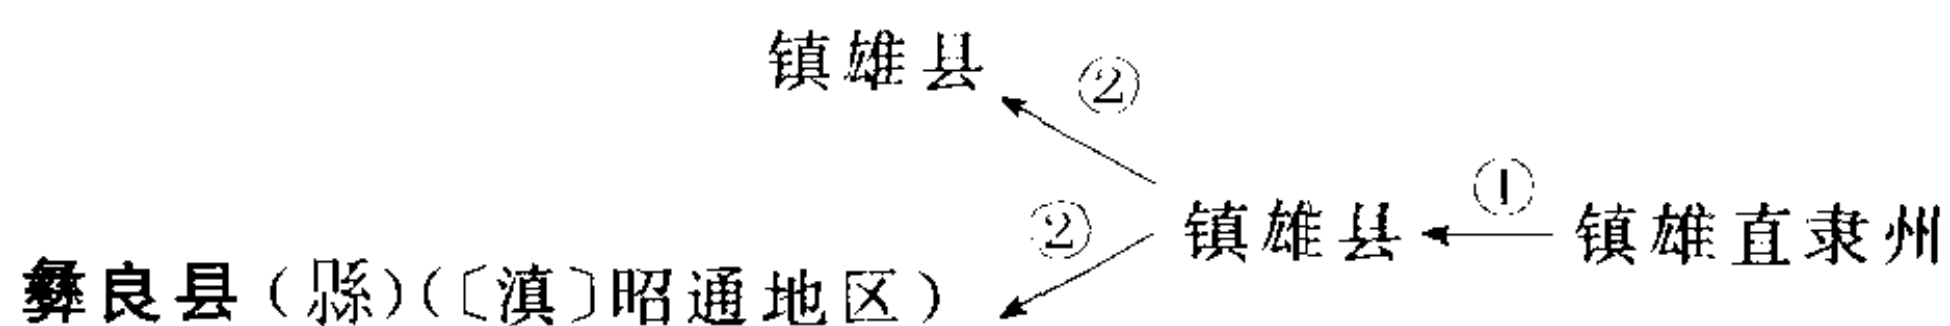 镇雄县 ②
② 镇雄县 ① 镇雄直隶州
彝良县(縣)(〔滇〕昭通地区)